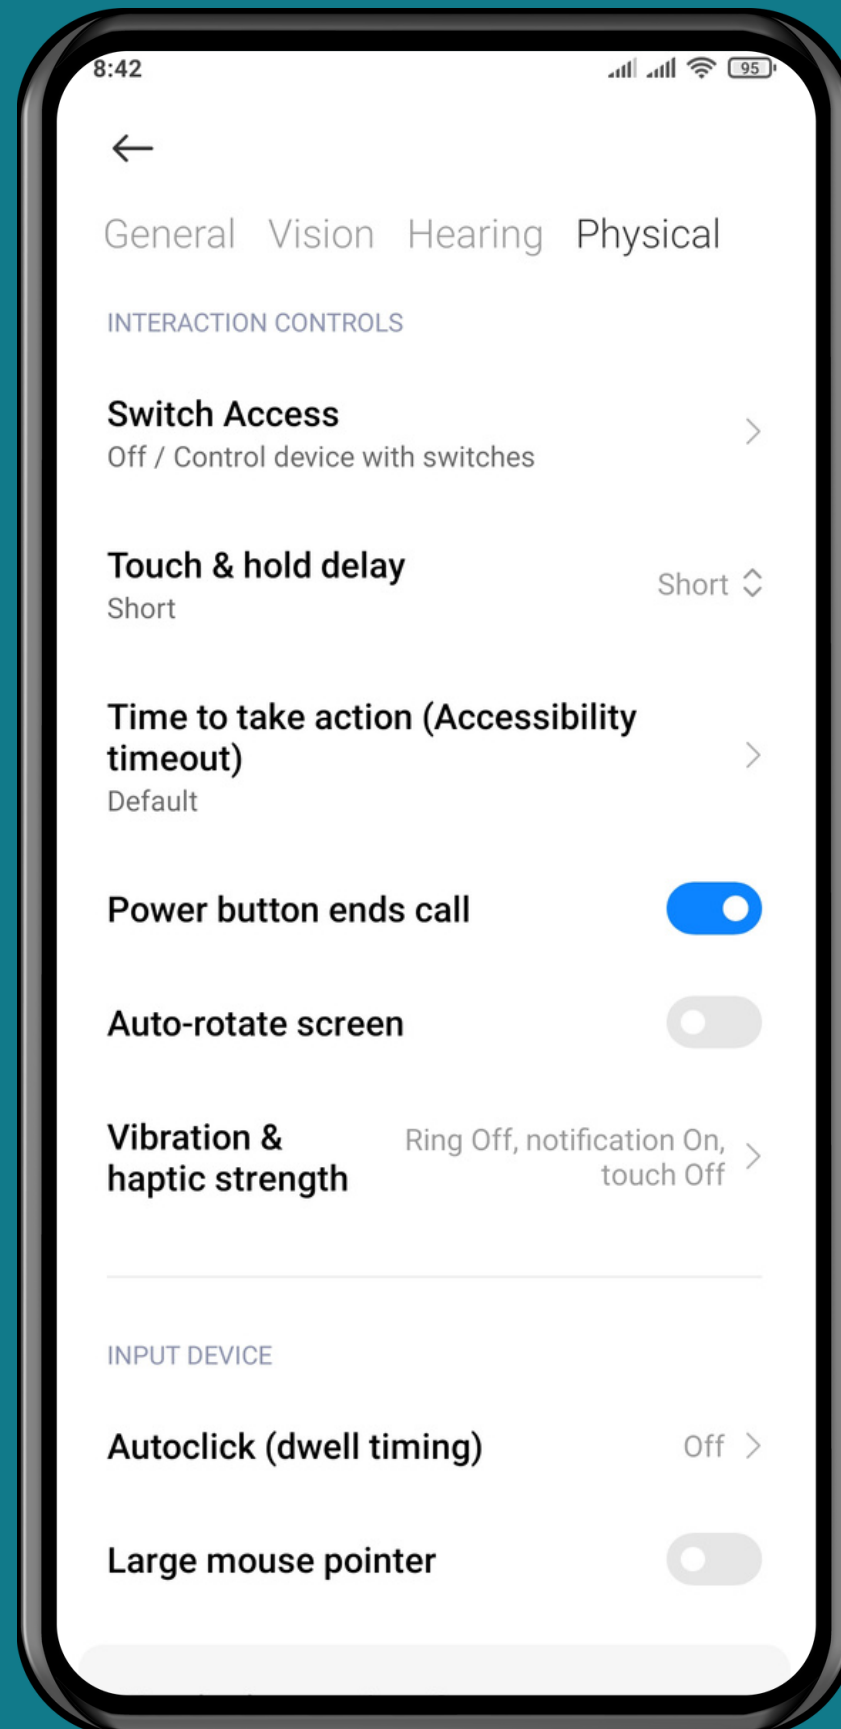 8:42
95
General Vision Hearing Physical
INTERACTION CONTROLS
Switch Access
Off / Control device with switches
Touch & hold delay
Short
Short
Time to take action (Accessibility
timeout)
Default
Power button ends call
Auto-rotate screen
Vibration &
haptic strength
Ring Off, notification On,
touch Off
INPUT DEVICE
Autoclick (dwell timing)
Off
Large mouse pointer